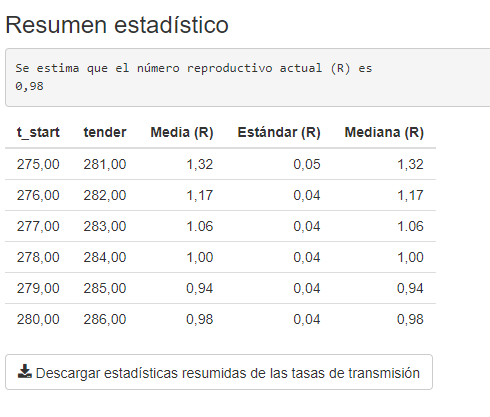 Resumen estadístico
Se estima que el número reproductivo actual (R) es
0,98
t_start tender Media (R) Estándar (R) Mediana (R)
275,00 281,00 1,32 0,05 1,32
276,00 282,00 1,17 0,04 1,17
277,00 283,00 1.06 0,04 1.06
278,00 284,00 1,00 0,04 1,00
279,00 285,00 0,94 0,04 0,94
280,00 286,00 0,98 0,04 0,98
Descargar estadísticas resumidas de las tasas de transmisión